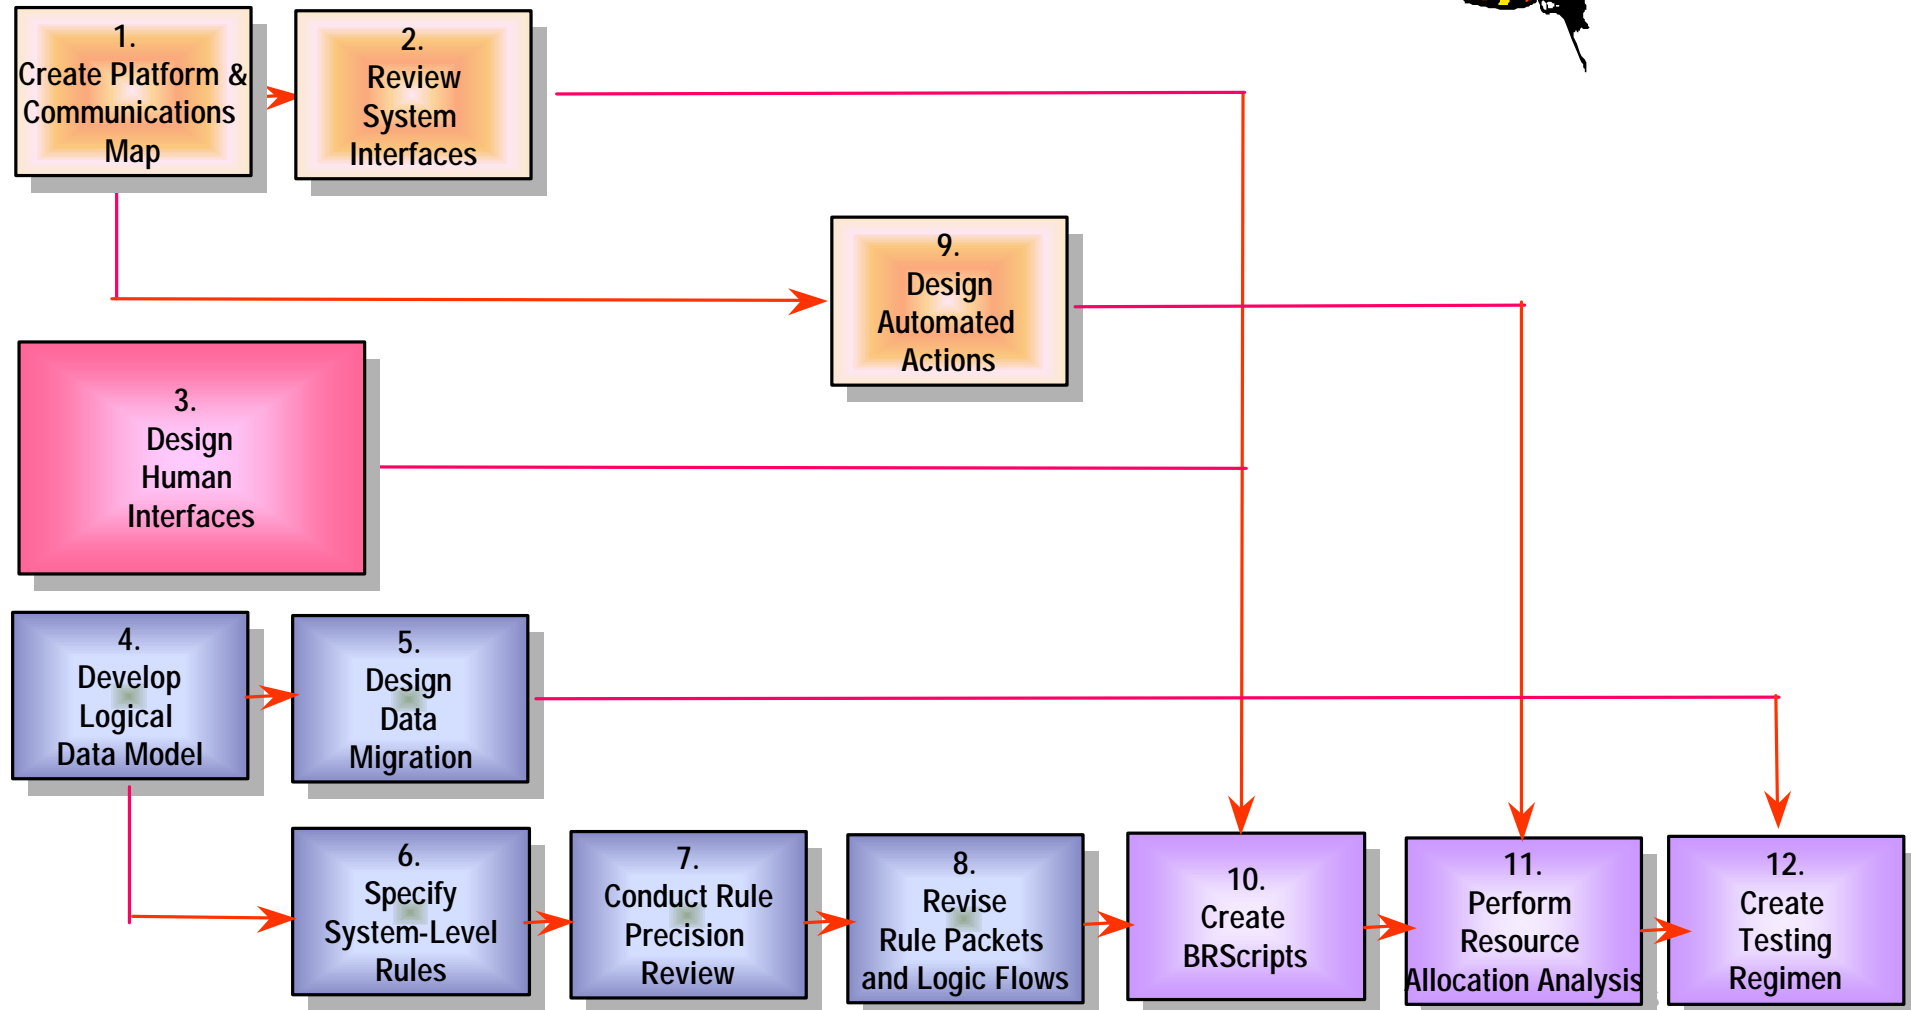 1.
Create Platform &
Communications
Map
2.
Review
System
Interfaces
9.
Design
Automated
Actions
3.
Design
Human
Interfaces
4.
Develop
Logical
Data Model
5.
Design
Data
Migration
6.
Specify
System-Level
Rules
7.
Conduct Rule
Precision
Review
8.
Revise
Rule Packets
and Logic Flows
10.
Create
BRScripts
11.
Perform
Resource
Allocation Analysis
12.
Create
Testing
Regimen